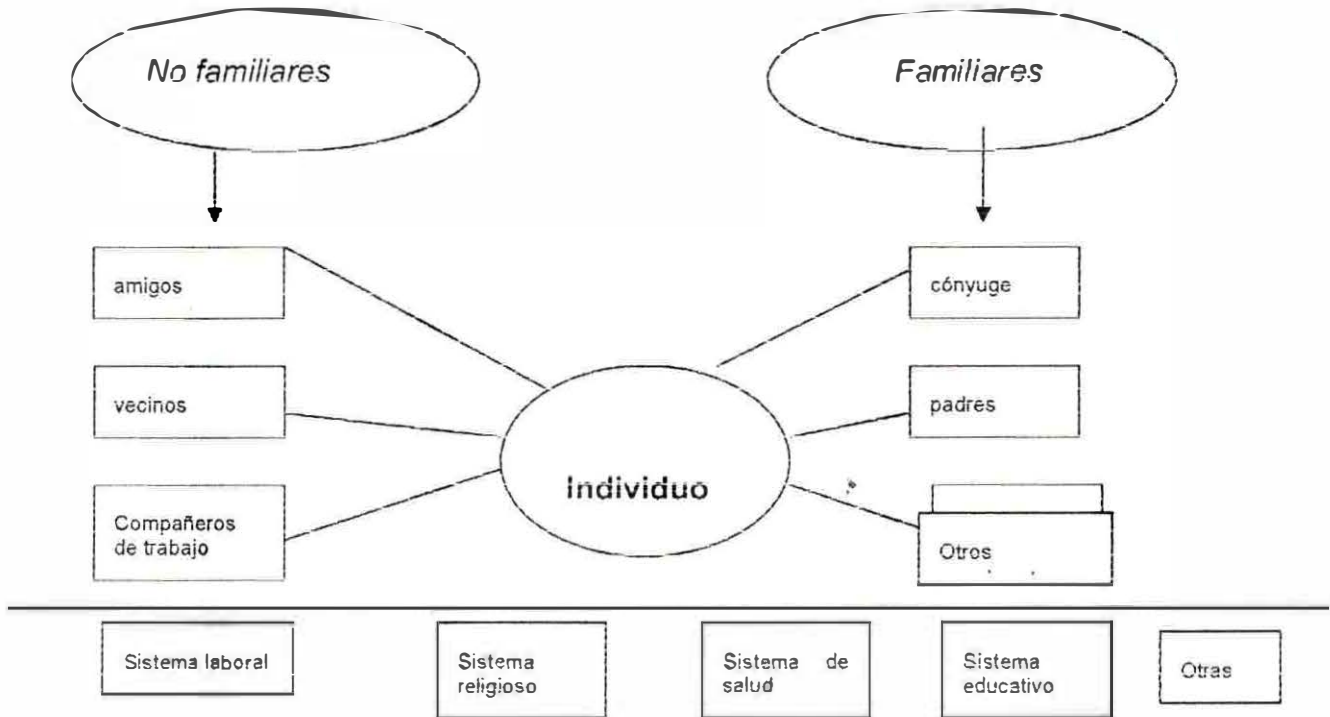 No familiares
Familiares
amigos
cónyuge
vecinos
padres
Individuo
Compañeros
de trabajo
Otros
Sistema laboral
Sistema
religioso
Sistema de
salud
Sistema
educativo
Otras